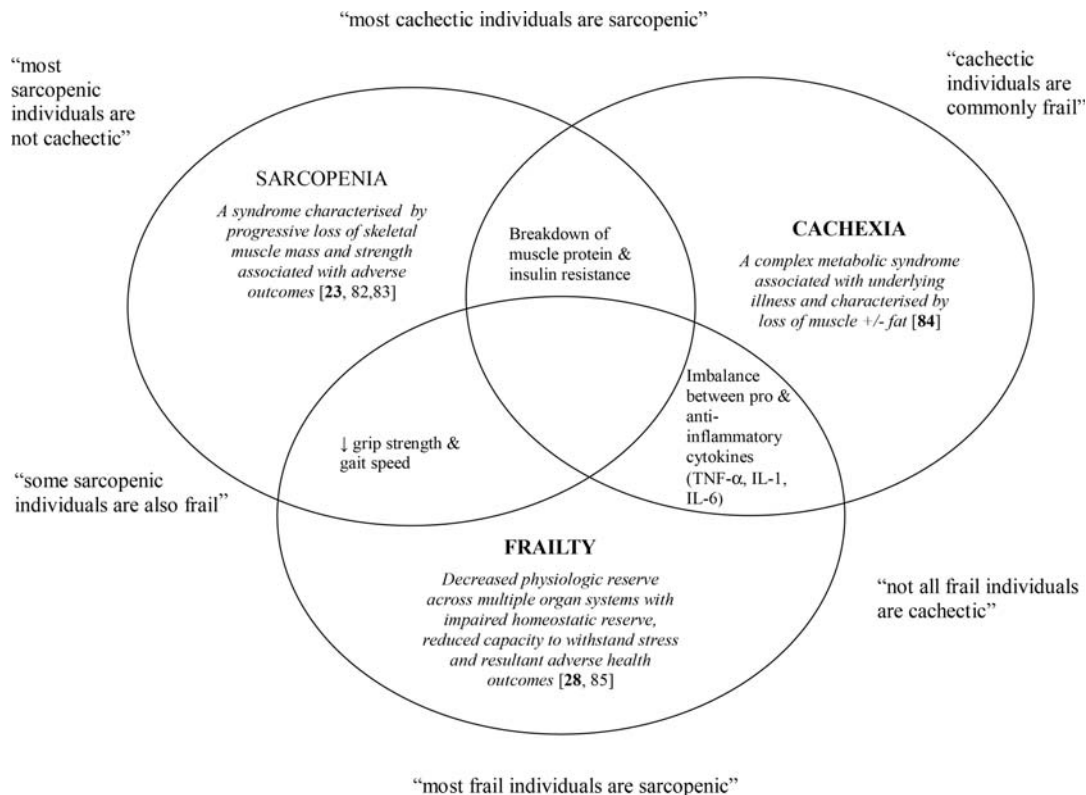 “most cachectic individuals are sarcopenic”
“most
sarcopenic
individuals are
not cachectic”
“cachectic
individuals are
commonly frail”
SARCOPENIA
A syndrome characterised by
progressive loss of skeletal
muscle mass and strength
associated with adverse
outcomes [23, 82,83]
Breakdown of
muscle protein &
insulin resistance
CACHEXIA
A complex metabolic syndrome
associated with underlying
illness and characterised by
loss of muscle +/- fat [84]
↓ grip strength &
gait speed
Imbalance
between pro &
anti-
inflammatory
cytokines
(TNF-α, IL-1,
IL-6)
“some sarcopenic
individuals are also frail”
FRAILTY
Decreased physiologic reserve
across multiple organ systems with
impaired homeostatic reserve,
reduced capacity to withstand stress
and resultant adverse health
outcomes [28, 85]
“not all frail individuals
are cachectic”
“most frail individuals are sarcopenic”